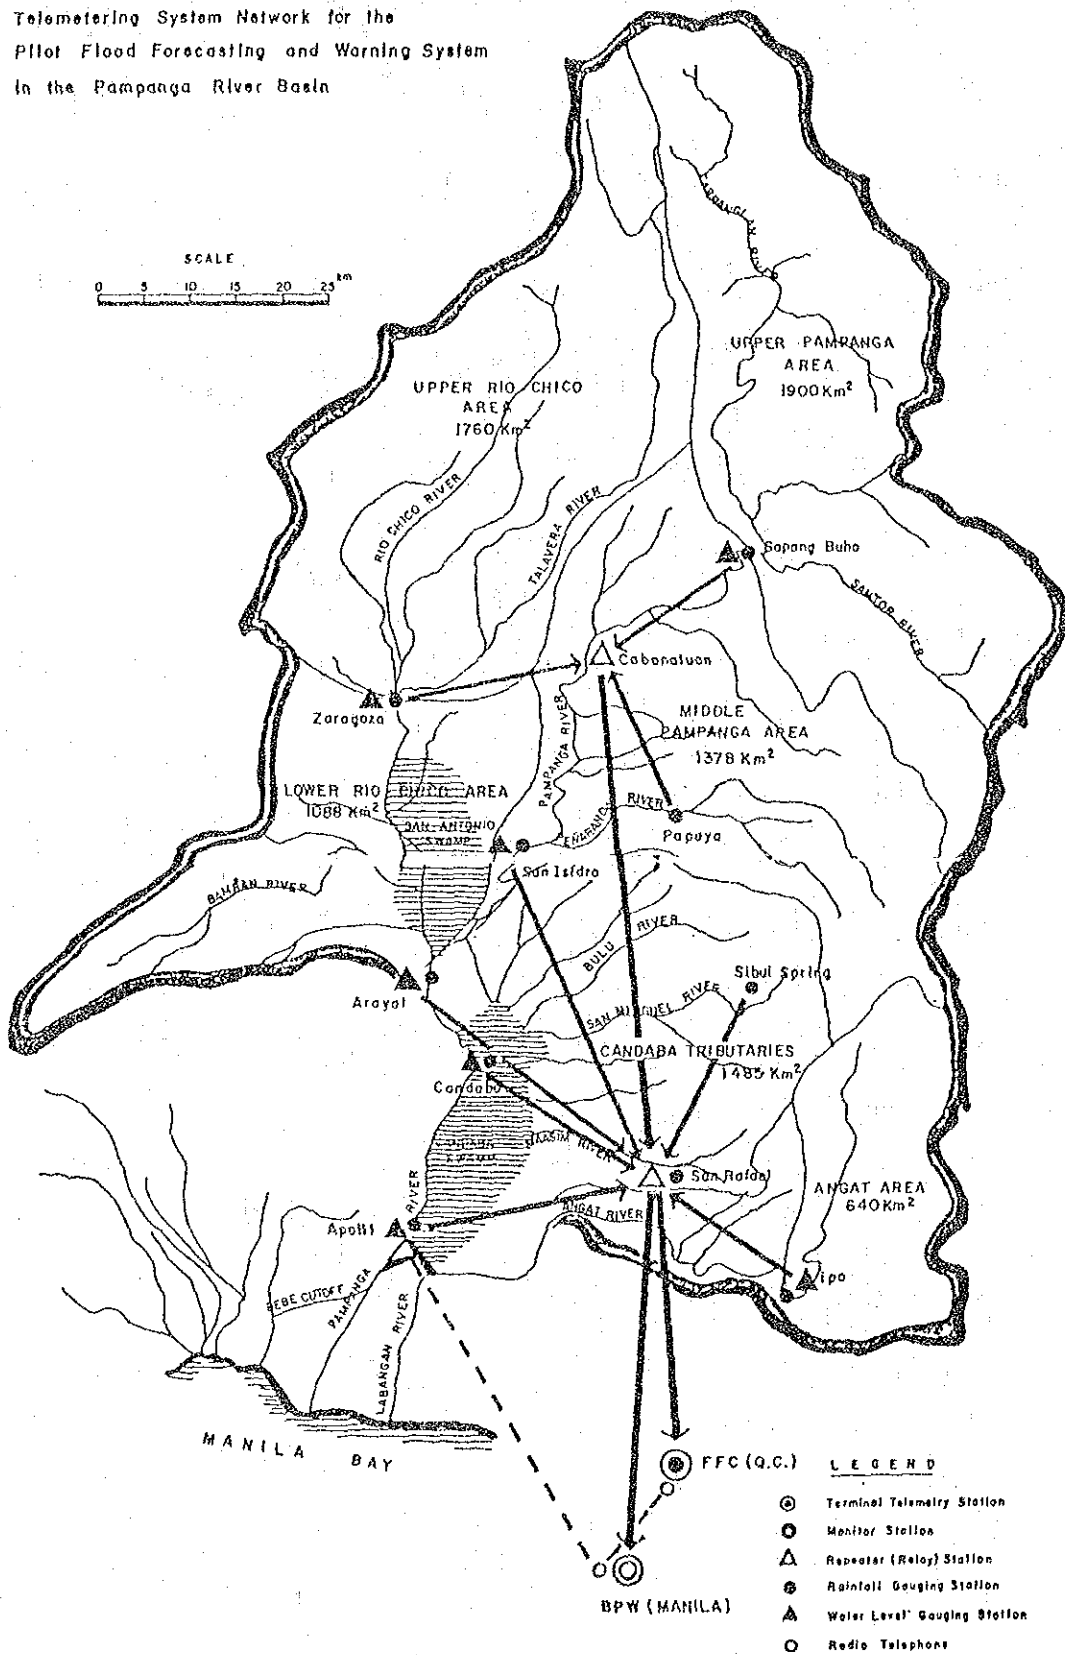 Telemetering System Network for the
Pilot Flood Forecasting and Warning System
in the Pampanga River Basin
SCALE
0 5 10 15 20 25 km
CARRANGLAN RIVER
UPPER PAMPANGA
AREA
1900 Km²
UPPER RIO CHICO
AREA
1760 Km²
RIO CHICO RIVER
TALAVERA RIVER
Sapang Buho
SANTOR RIVER
Cabanatuan
Zaragoza
MIDDLE
PAMPANGA AREA
1378 Km²
PAMPANGA RIVER
LOWER RIO CHICO AREA
1088 Km²
SAN ANTONIO
SWAMP
PEÑARANDA RIVER
Papaya
San Isidro
BAMBAN RIVER
BULU RIVER
Sibul Spring
Arayat
SAN MIGUEL RIVER
CANDABA TRIBUTARIES
1485 Km²
Candaba
MAASIM RIVER
San Rafael
ANGAT AREA
640 Km²
ANGAT RIVER
Apalit
RIVER
Ipo
BEBE CUTOFF
PAMPANGA
LABANGAN RIVER
MANILA BAY
FFC (Q.C.)
LEGEND
Terminal Telemetry Station
Monitor Station
Repeater (Relay) Station
Rainfall Gauging Station
Water Level Gauging Station
Radio Telephone
BPW (MANILA)